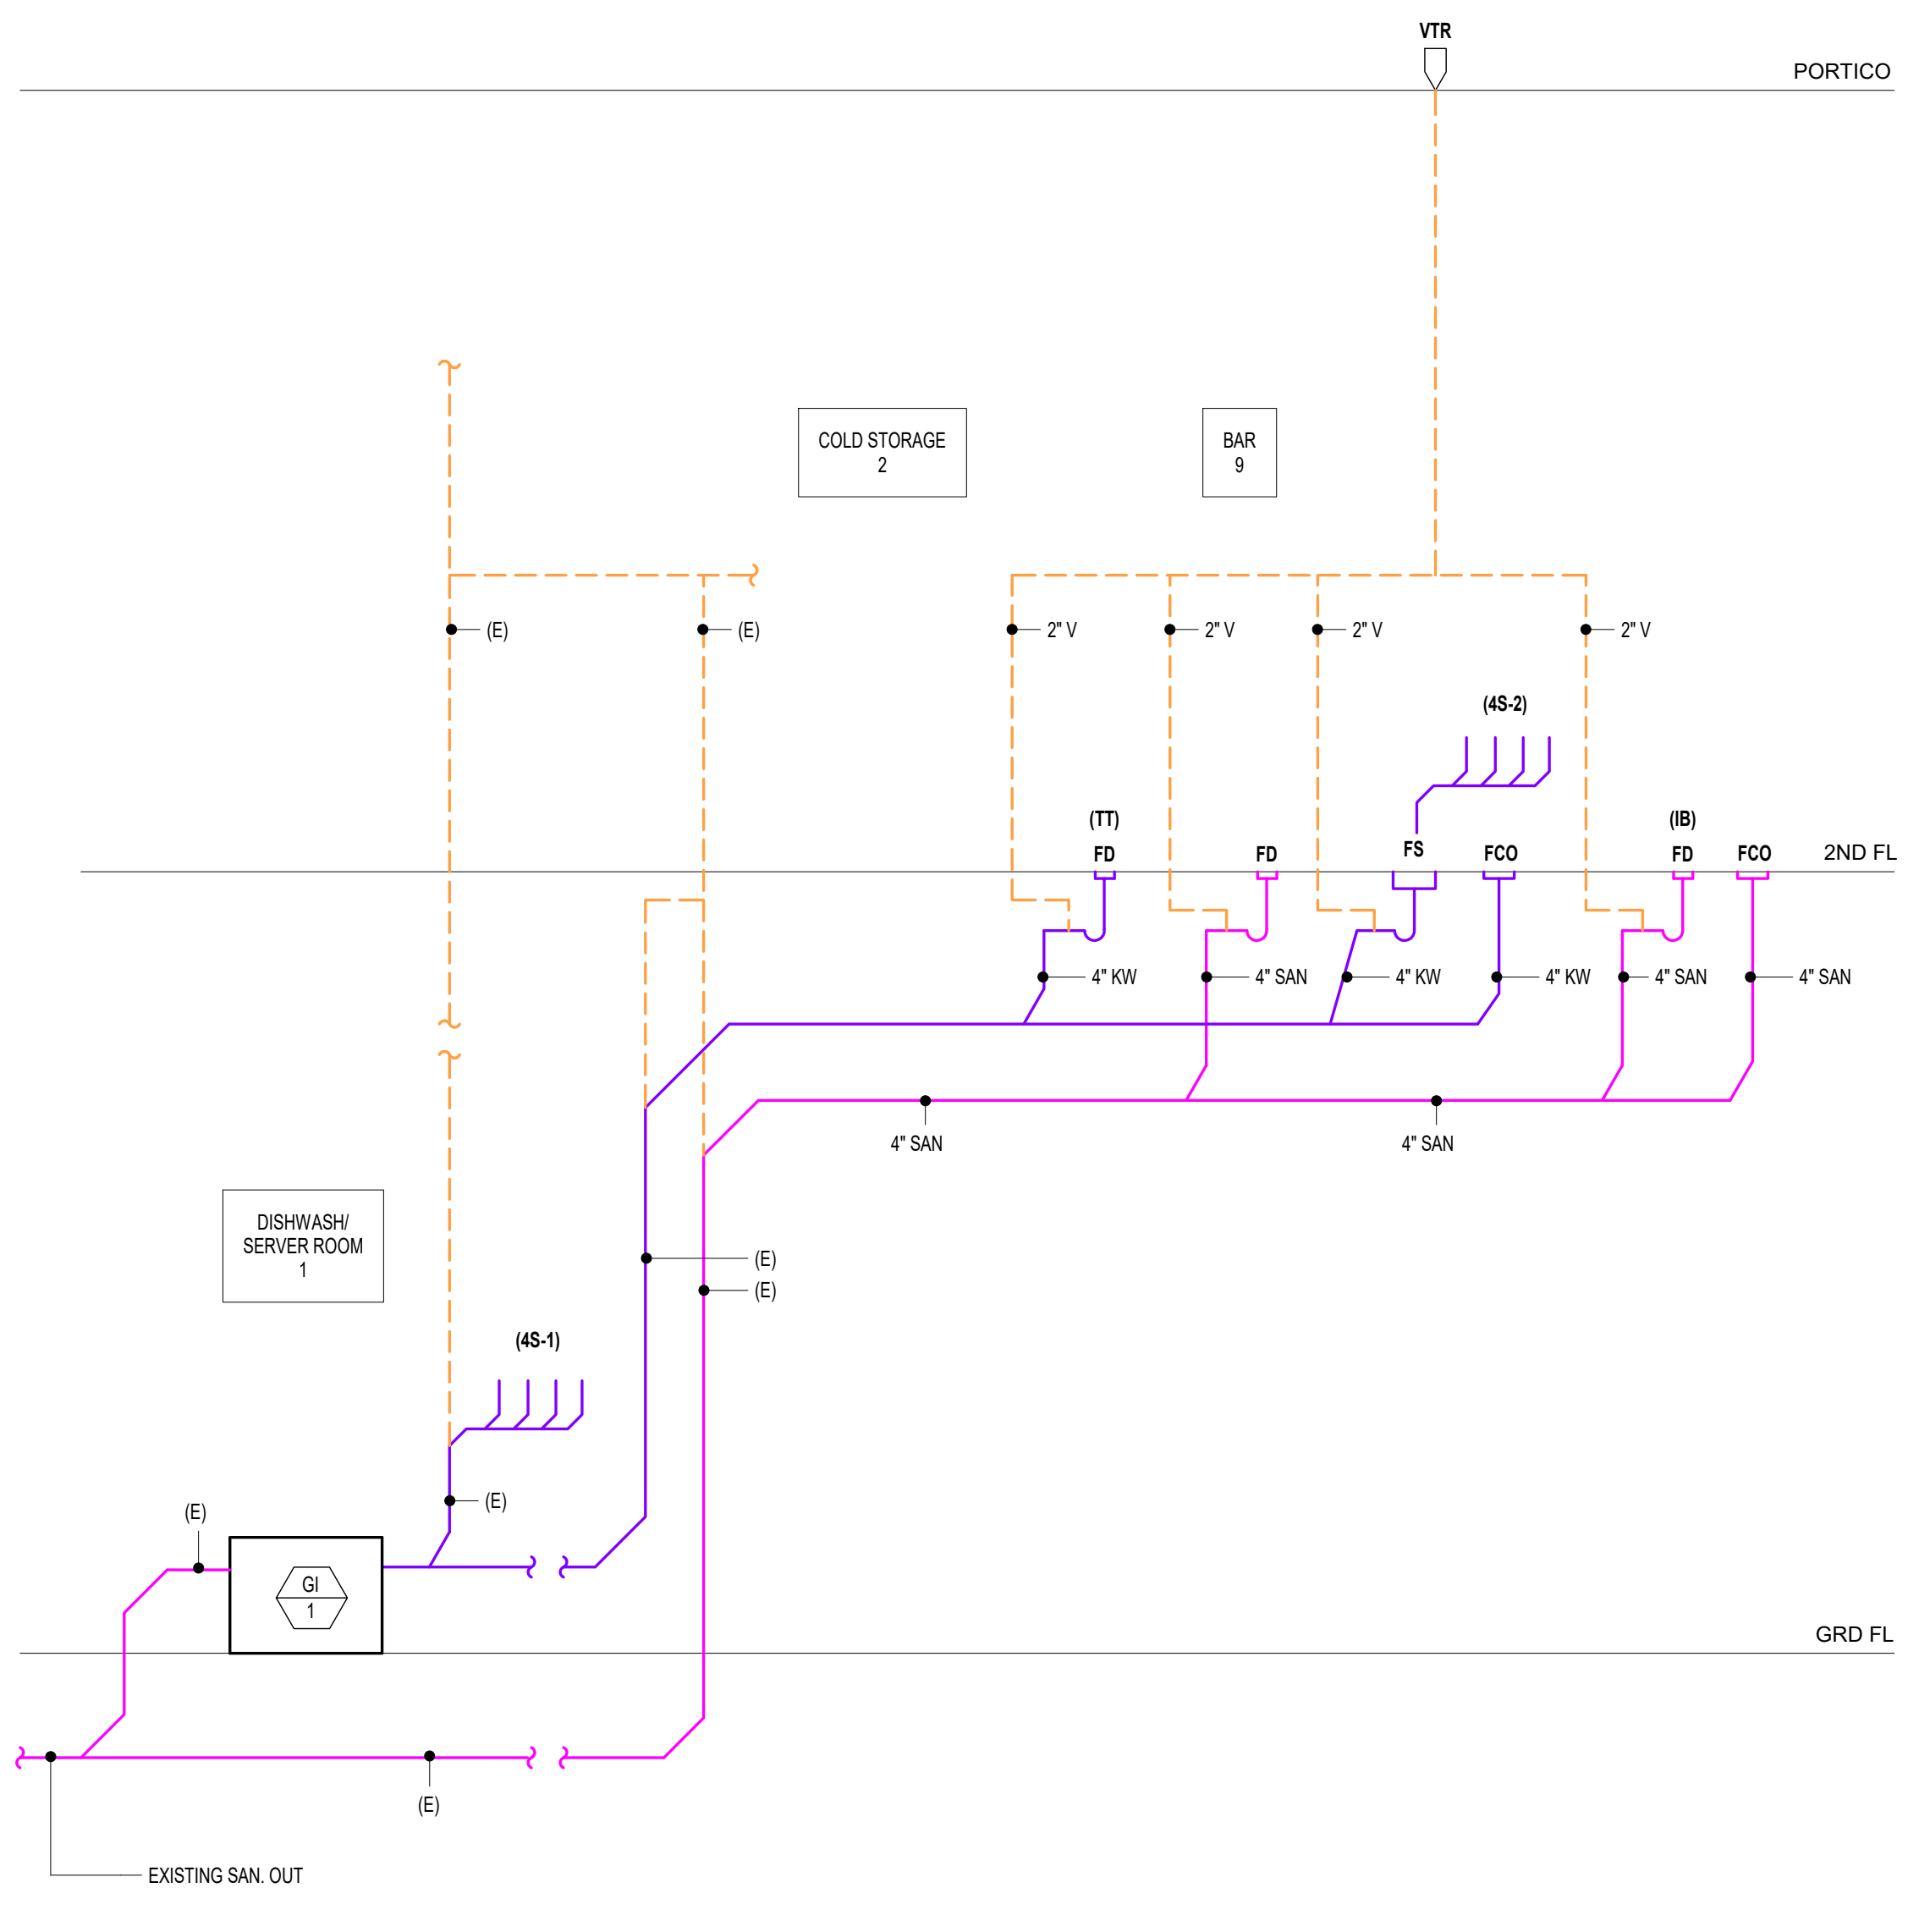 VTR
PORTICO
COLD STORAGE
2
BAR
9
(E)
(E)
2" V
2" V
2" V
2" V
(4S-2)
(TT)
(IB)
FD
FD
FS
FCO
FD
FCO
2ND FL
4" KW
4" SAN
4" KW
4" KW
4" SAN
4" SAN
4" SAN
4" SAN
DISHWASH/
SERVER ROOM
1
(E)
(E)
(4S-1)
(E)
(E)
GI
1
GRD FL
(E)
EXISTING SAN. OUT